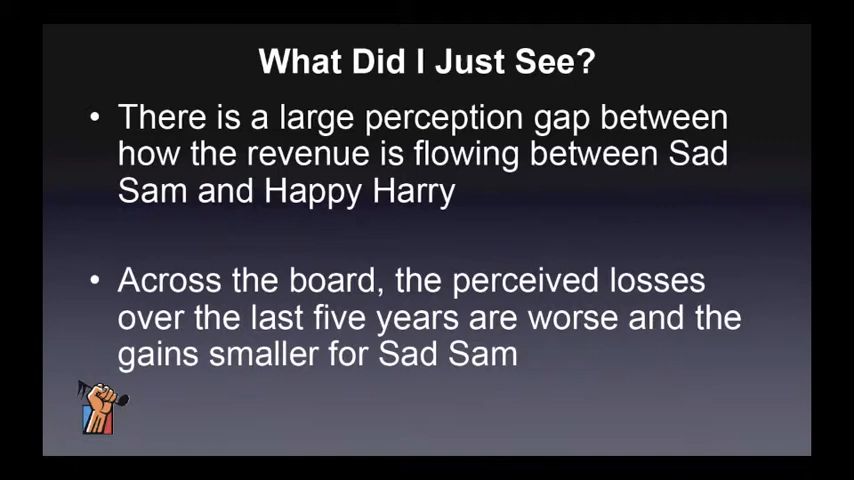 What Did I Just See?
• There is a large perception gap between
how the revenue is flowing between Sad
Sam and Happy Harry
• Across the board, the perceived losses
over the last five years are worse and the
gains smaller for Sad Sam